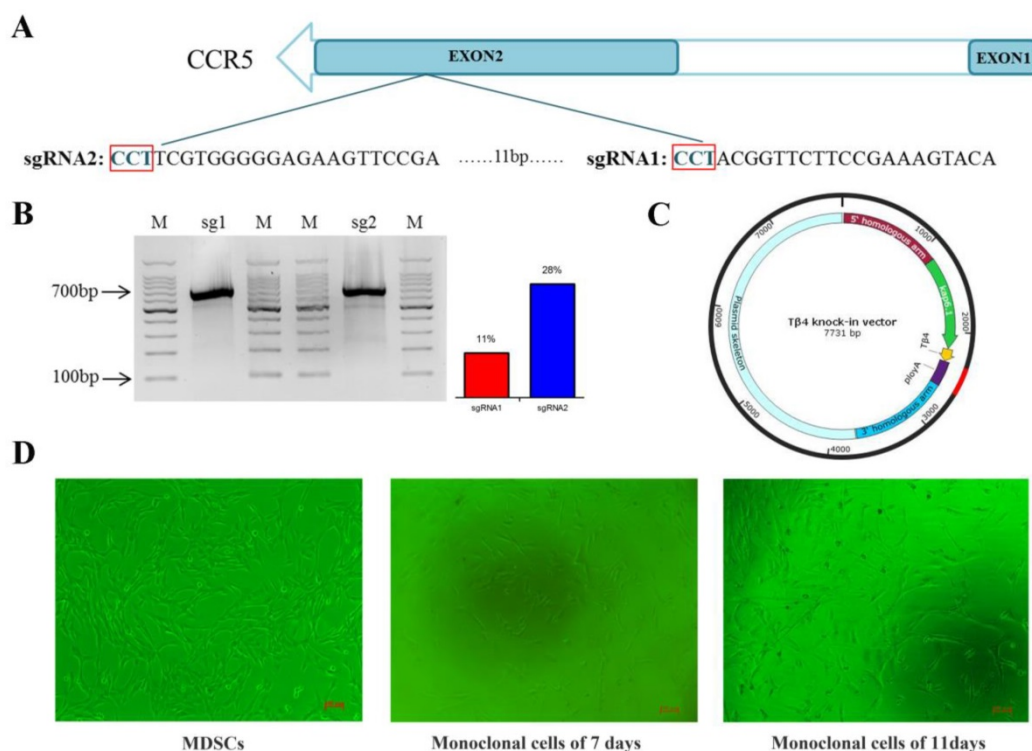 A
CCR5
EXON2
EXON1
sgRNA2: CCTTCGTGGGGGAGAAGTTCCGA ......11bp...... sgRNA1: CCTACGGTTCTTCCGAAAGTACA
B
M sg1 M M sg2 M
700bp
100bp
11%
28%
sgRNA1 sgRNA2
C
Tβ4 knock-in vector
7731 bp
1000
2000
3000
4000
5000
6000
7000
5' homologous arm
kap6.1
Tβ4
ployA
3' homologous arm
Plasmid skeleton
D
MDSCs Monoclonal cells of 7 days Monoclonal cells of 11days